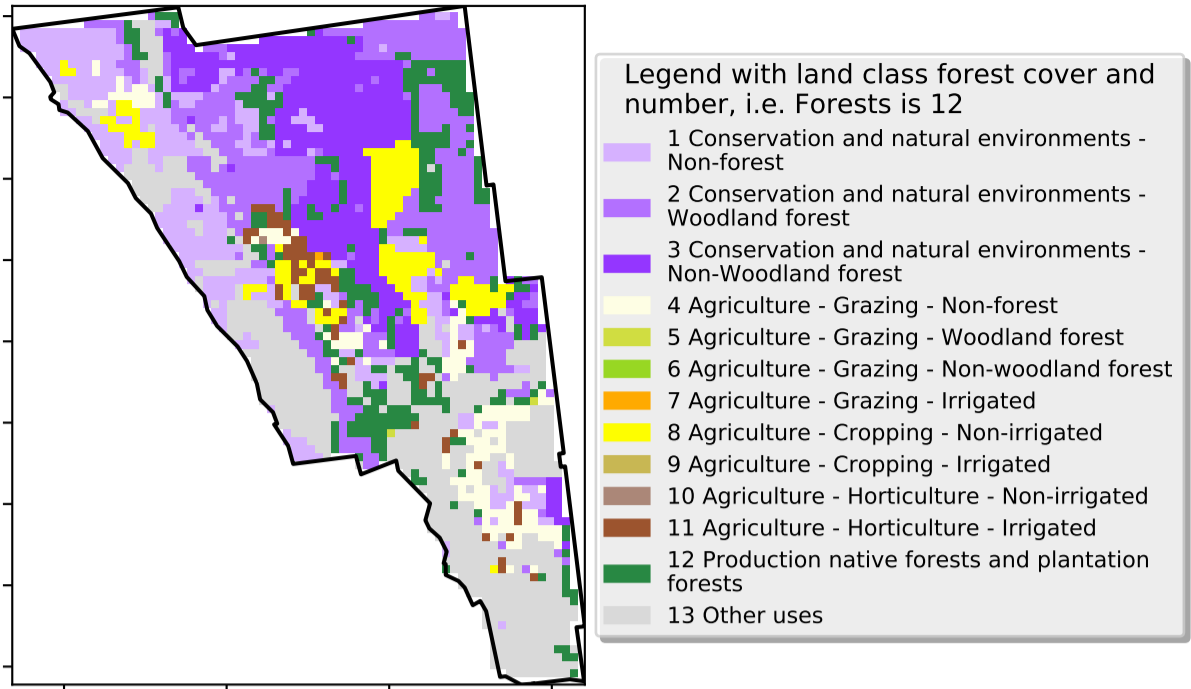 Legend with land class forest cover and
number, i.e. Forests is 12
1 Conservation and natural environments -
Non-forest
2 Conservation and natural environments -
Woodland forest
3 Conservation and natural environments -
Non-Woodland forest
4 Agriculture - Grazing - Non-forest
5 Agriculture - Grazing - Woodland forest
6 Agriculture - Grazing - Non-woodland forest
7 Agriculture - Grazing - Irrigated
8 Agriculture - Cropping - Non-irrigated
9 Agriculture - Cropping - Irrigated
10 Agriculture - Horticulture - Non-irrigated
11 Agriculture - Horticulture - Irrigated
12 Production native forests and plantation
forests
13 Other uses